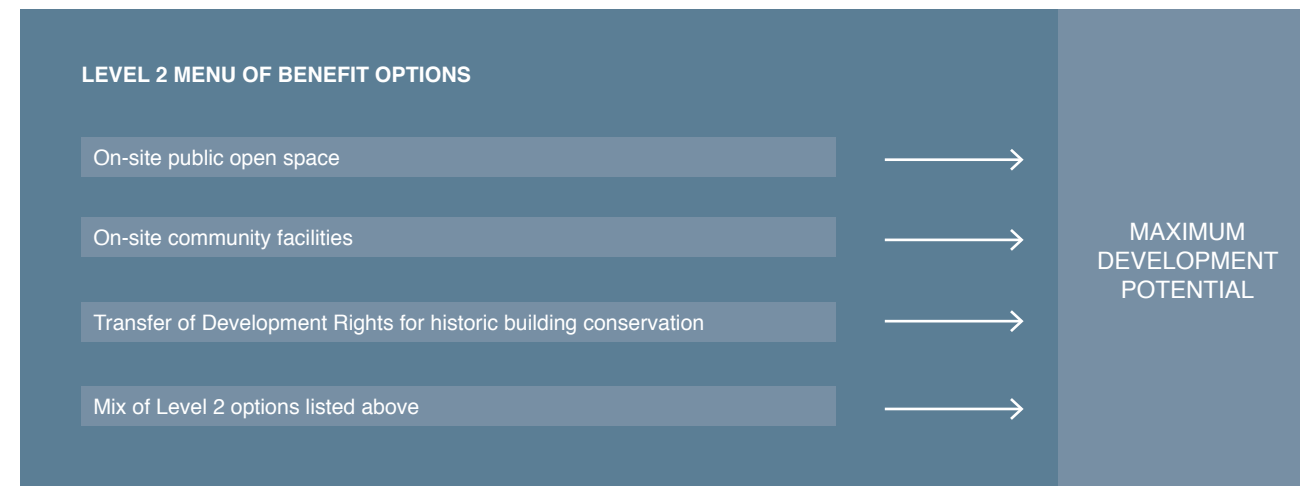 LEVEL 2 MENU OF BENEFIT OPTIONS
On-site public open space
On-site community facilities
Transfer of Development Rights for historic building conservation
Mix of Level 2 options listed above
MAXIMUM
DEVELOPMENT
POTENTIAL